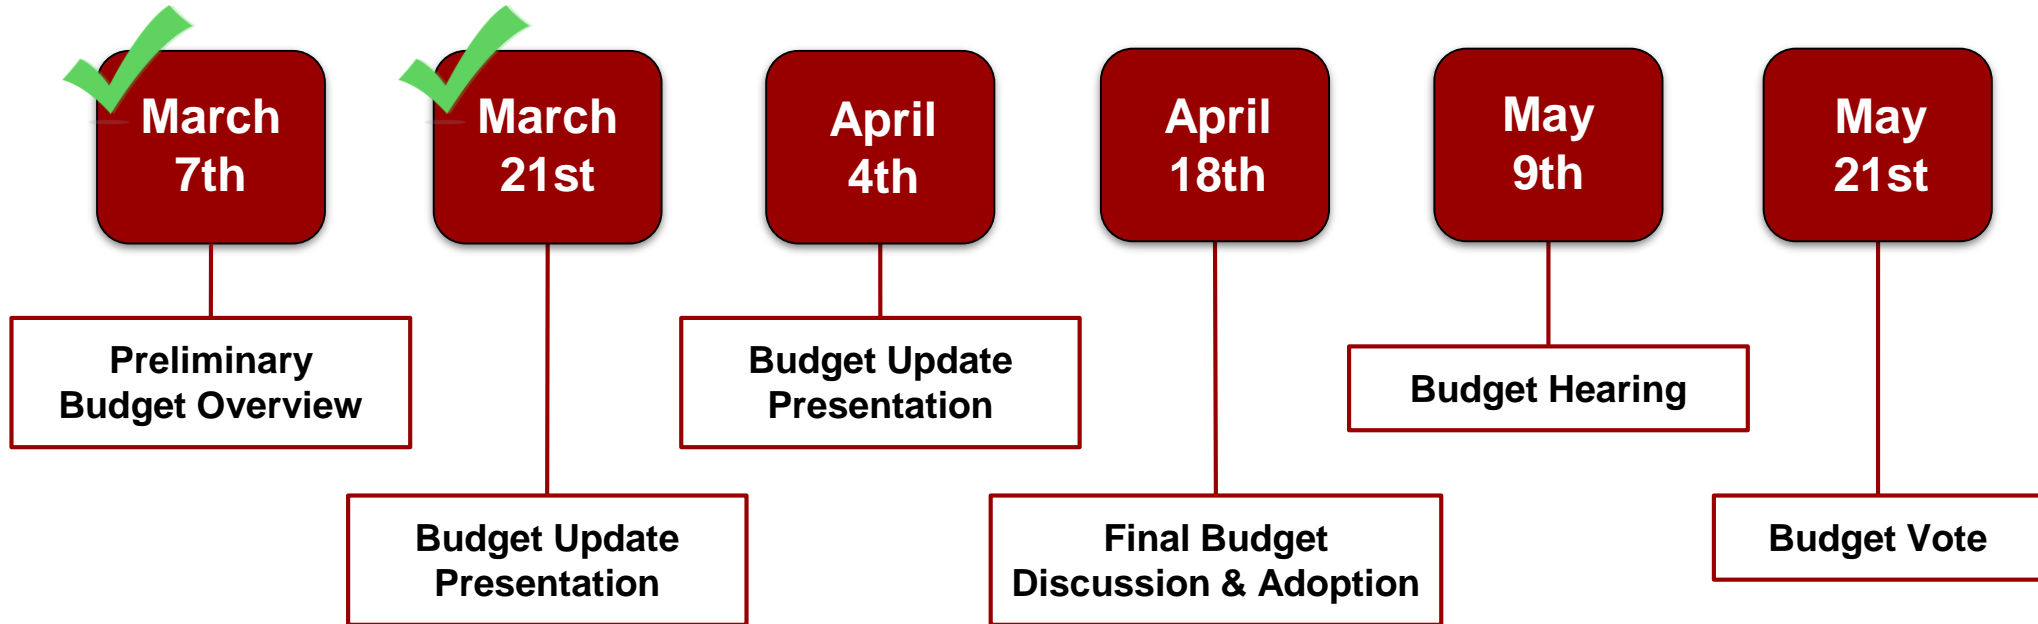 March
7th
March
21st
April
4th
April
18th
May
9th
May
21st
Preliminary
Budget Overview
Budget Update
Presentation
Budget Update
Presentation
Final Budget
Discussion & Adoption
Budget Hearing
Budget Vote